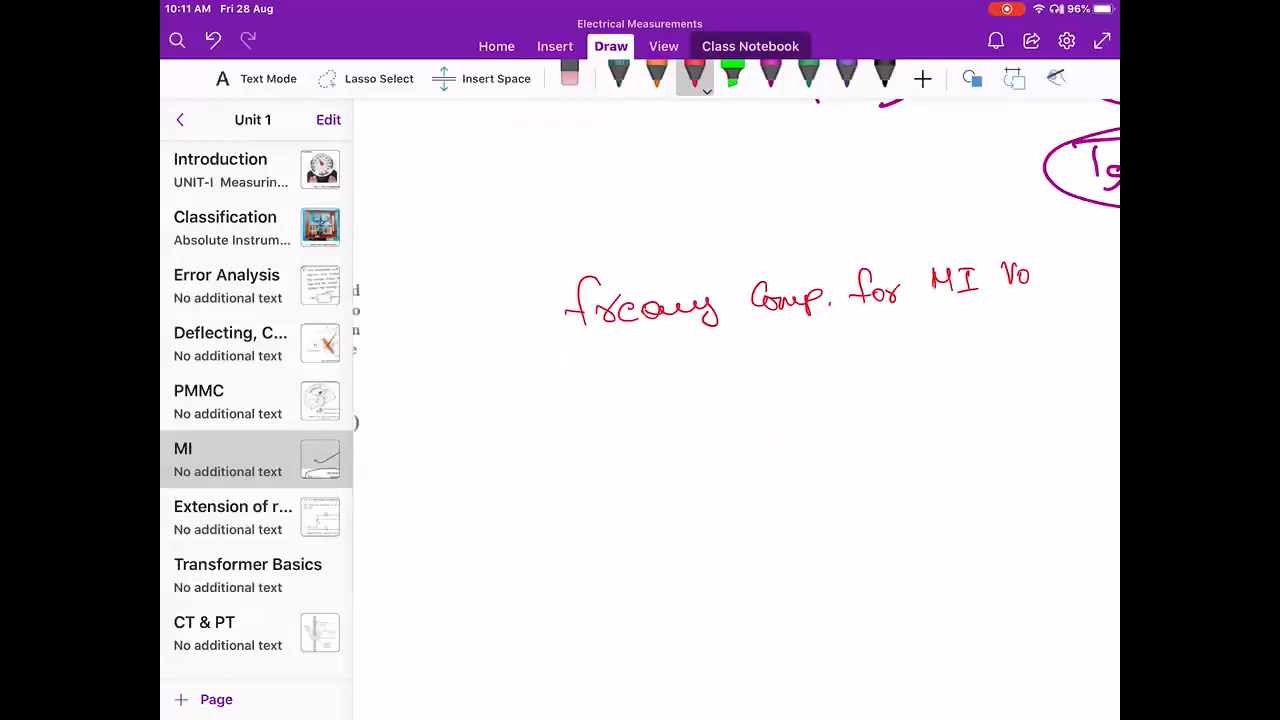 10:11 AM Fri 28 Aug
96%
Electrical Measurements
Home Insert Draw View Class Notebook
Text Mode Lasso Select Insert Space
Unit 1 Edit
Introduction
UNIT-I Measurin...
Classification
Absolute Instrum...
Error Analysis
No additional text
Deflecting, C...
No additional text
PMMC
No additional text
MI
No additional text
Extension of r...
No additional text
Transformer Basics
No additional text
CT & PT
No additional text
Page
d
o
n
e
)
Comp. for MI Vo